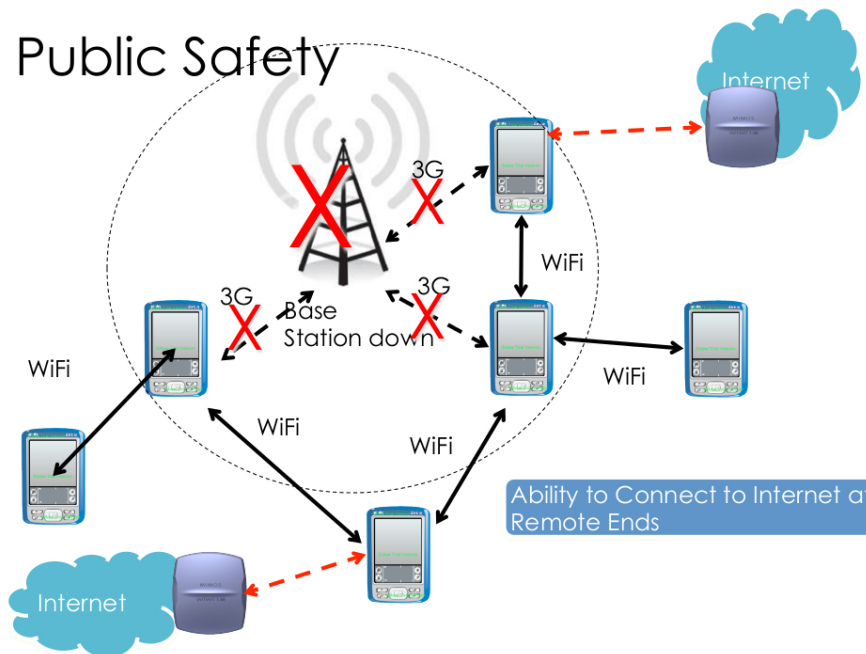 Public Safety
Internet
3G
WiFi
3G
3G
Base
Station down
WiFi
WiFi
WiFi
WiFi
Ability to Connect to Internet at
Remote Ends
Internet